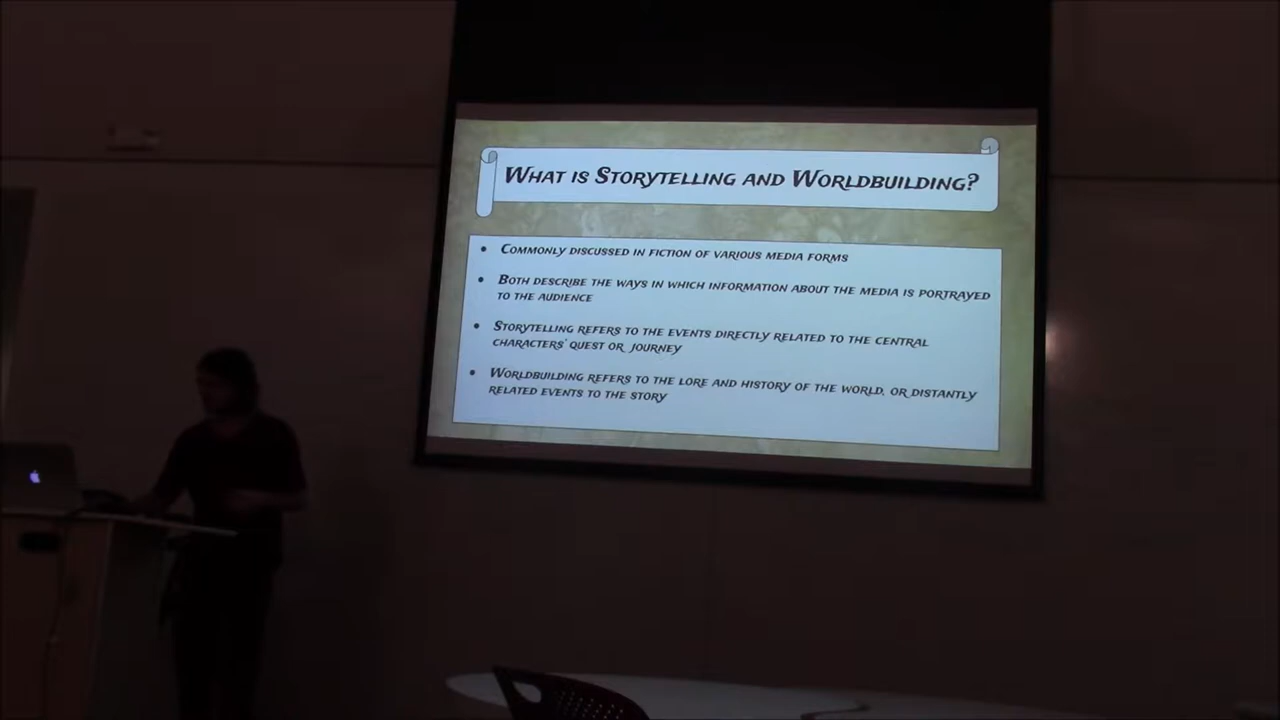 What is Storytelling and Worldbuilding?
• Commonly discussed in fiction of various media forms
• Both describe the ways in which information about the media is portrayed
to the audience
• Storytelling refers to the events directly related to the central
characters' quest or journey
• Worldbuilding refers to the lore and history of the world, or distantly
related events to the story